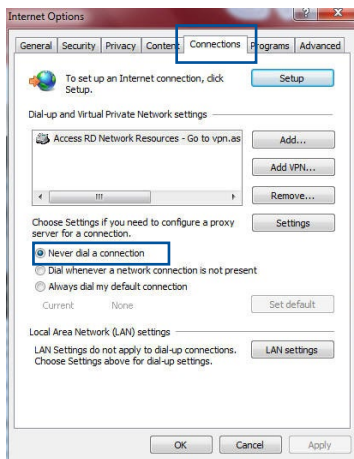 Internet Options
General Security Privacy Content Connections Programs Advanced
To set up an Internet connection, click
Setup.
Setup
Dial-up and Virtual Private Network settings
Access RD Network Resources - Go to vpn.as
Add...
Add VPN...
Remove...
Choose Settings if you need to configure a proxy
server for a connection.
Settings
Never dial a connection
Dial whenever a network connection is not present
Always dial my default connection
Current None
Set default
Local Area Network (LAN) settings
LAN Settings do not apply to dial-up connections.
Choose Settings above for dial-up settings.
LAN settings
OK Cancel Apply